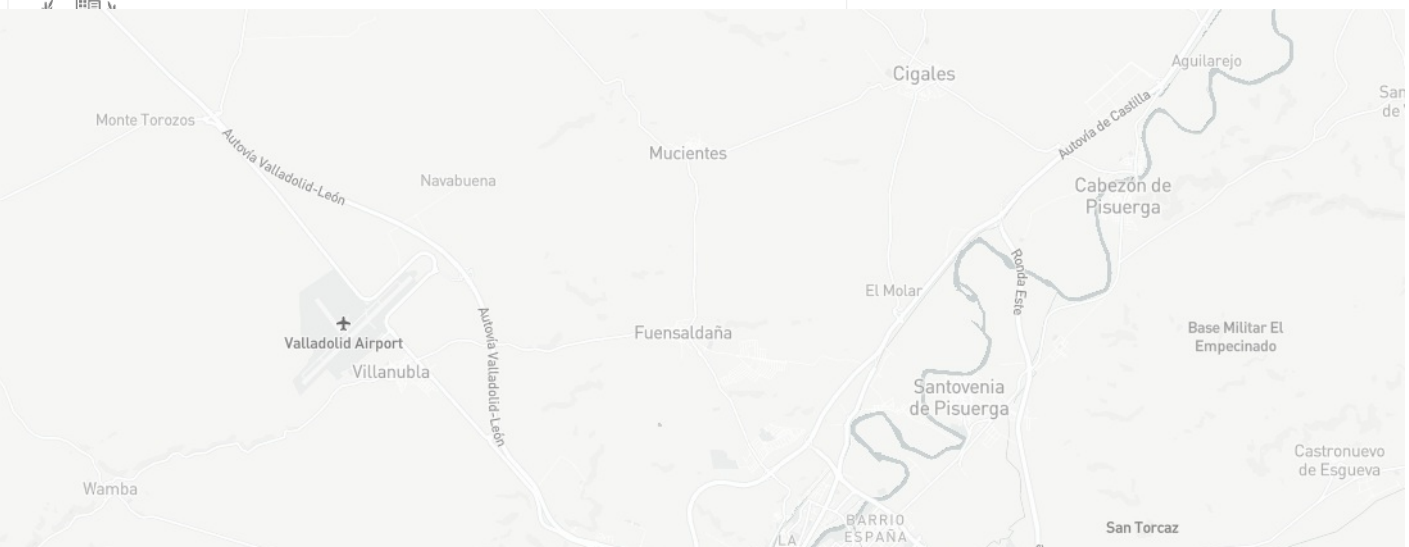 Aguilarejo
Cigales
San
de
Monte Torozos
Autovía de Castilla
Autovía Valladolid-León
Mucientes
Navabuena
Cabezón de
Pisuerga
Ronda Este
El Molar
Valladolid Airport
Villanubla
Autovía Valladolid-León
Fuensaldaña
Base Militar El
Empecinado
Santovenia
de Pisuerga
Castronuevo
de Esgueva
Wamba
BARRIO
ESPAÑA
San Torcaz
LA